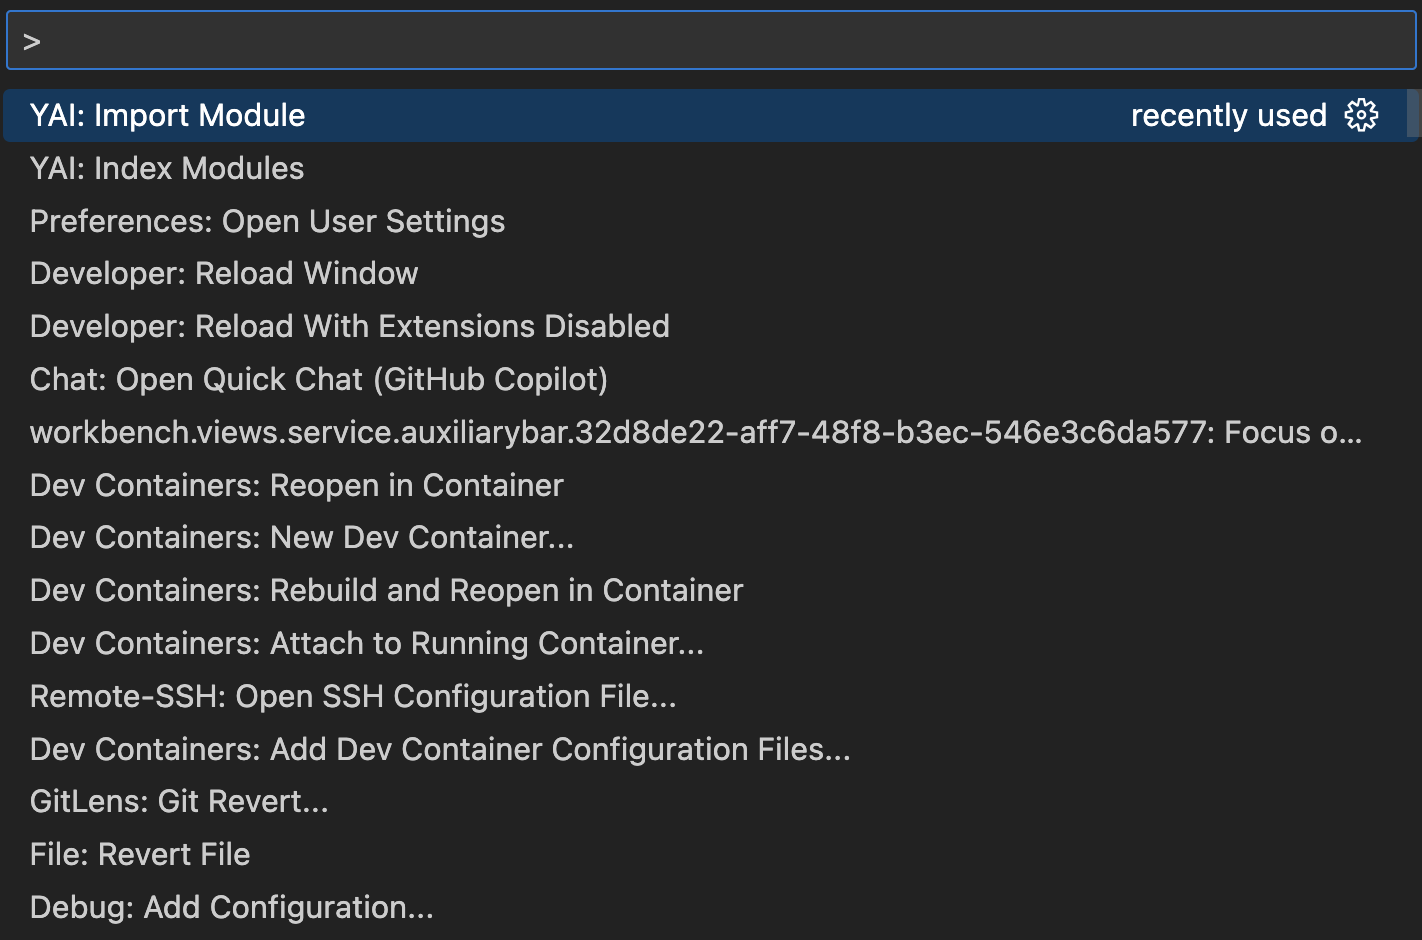 >
YAI: Import Module recently used
YAI: Index Modules
Preferences: Open User Settings
Developer: Reload Window
Developer: Reload With Extensions Disabled
Chat: Open Quick Chat (GitHub Copilot)
workbench.views.service.auxiliarybar.32d8de22-aff7-48f8-b3ec-546e3c6da577: Focus o...
Dev Containers: Reopen in Container
Dev Containers: New Dev Container...
Dev Containers: Rebuild and Reopen in Container
Dev Containers: Attach to Running Container...
Remote-SSH: Open SSH Configuration File...
Dev Containers: Add Dev Container Configuration Files...
GitLens: Git Revert...
File: Revert File
Debug: Add Configuration...